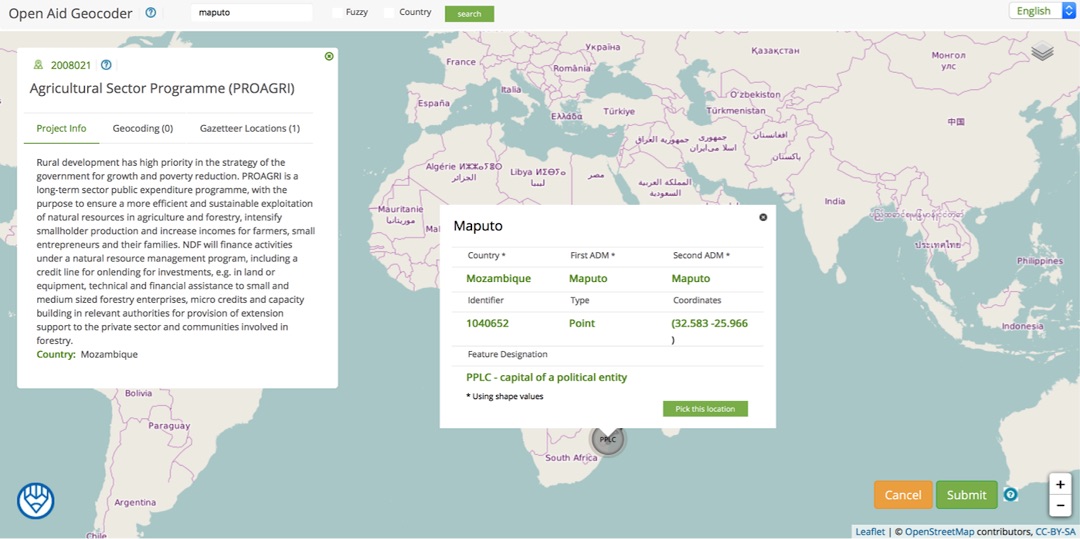 Open Aid Geocoder
maputo
Fuzzy
Country
search
English
2008021
Agricultural Sector Programme (PROAGRI)
Project Info
Geocoding (0)
Gazetteer Locations (1)
Rural development has high priority in the strategy of the
government for growth and poverty reduction. PROAGRI is a
long-term sector public expenditure programme, with the
purpose to ensure a more efficient and sustainable exploitation
of natural resources in agriculture and forestry, intensify
smallholder production and increase incomes for farmers, small
entrepreneurs and their families. NDF will finance activities
under a natural resource management program, including a
credit line for onlending for investments, e.g. in land or
equipment, technical and financial assistance to small and
medium sized forestry enterprises, micro credits and capacity
building in relevant authorities for provision of extension
support to the private sector and communities involved in
forestry.
Country: Mozambique
Україна
France
România
Italia
España
Ελλάδα
Türkiye
Қазақстан
Монгол
улс
O'zbekiston
Türkmenistan
中国
افغانستان
جمهوری
اسلامی ایران
جمهورية العراق
پاکستان
Algérie
الجزائر
Libya
ليبيا
مصر
المملكة العربية
السعودية
India
Mauritanie
موريتانيا
Mal
ประเทศไทย
Philippines
Indonesia
Maputo
Country *
First ADM *
Second ADM *
Mozambique
Maputo
Maputo
Identifier
Type
Coordinates
1040652
Point
(32.583 -25.966
)
Feature Designation
PPLC - capital of a political entity
* Using shape values
Pick this location
PPLC
South Africa
Bolivia
Paraguay
Argentina
Chile
Cancel
Submit
+
−
Leaflet | © OpenStreetMap contributors, CC-BY-SA